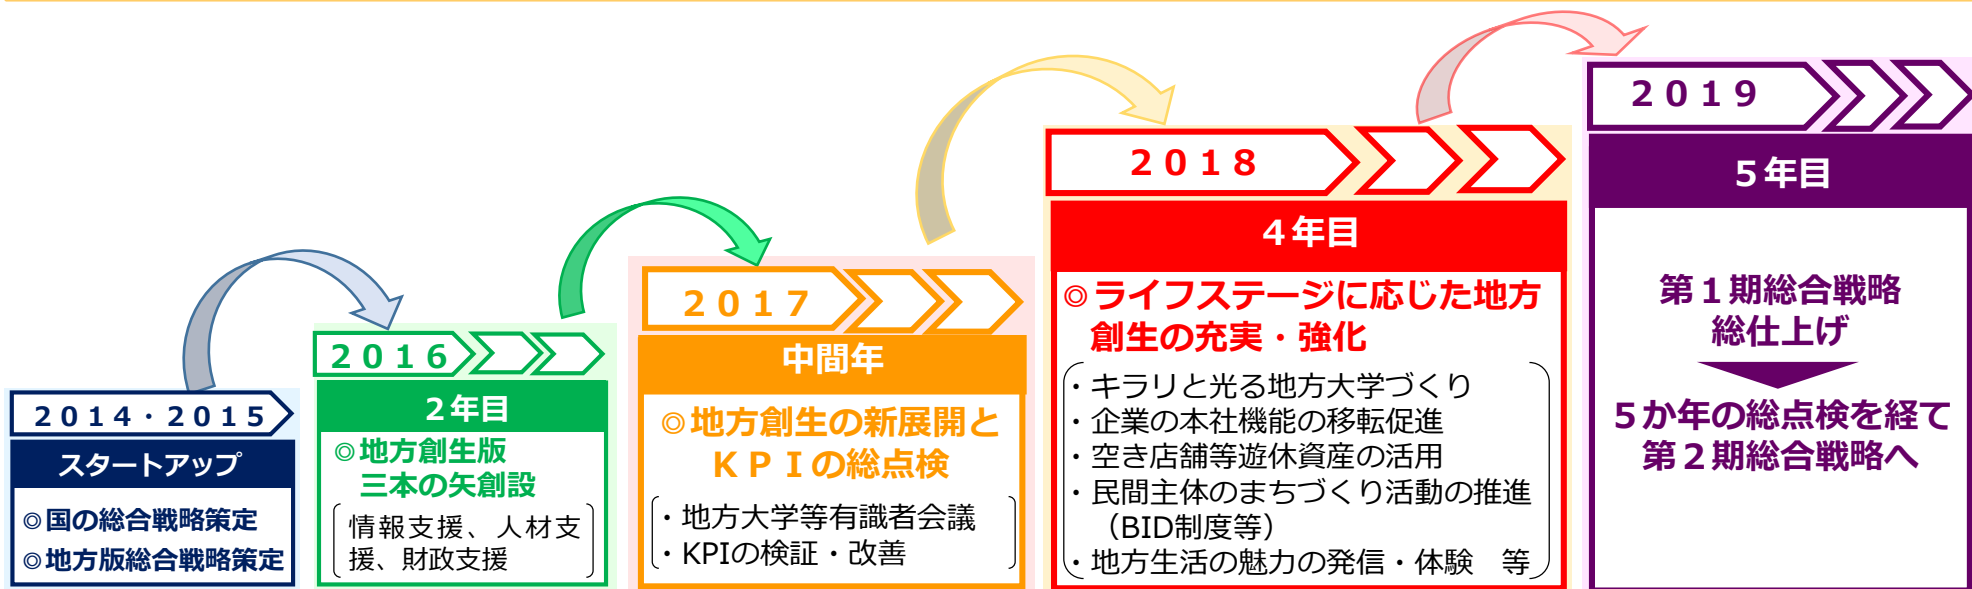 ２０１４・２０１５
スタートアップ
◎国の総合戦略策定
◎地方版総合戦略策定
２０１６
２年目
◎地方創生版
三本の矢創設
情報支援、人材支
援、財政支援
２０１７
中間年
◎地方創生の新展開と
ＫＰＩの総点検
・地方大学等有識者会議
・KPIの検証・改善
２０１８
４年目
◎ライフステージに応じた地方
創生の充実・強化
・キラリと光る地方大学づくり
・企業の本社機能の移転促進
・空き店舗等遊休資産の活用
・民間主体のまちづくり活動の推進
（BID制度等）
・地方生活の魅力の発信・体験　等
２０１９
５年目
第１期総合戦略
総仕上げ
５か年の総点検を経て
第２期総合戦略へ